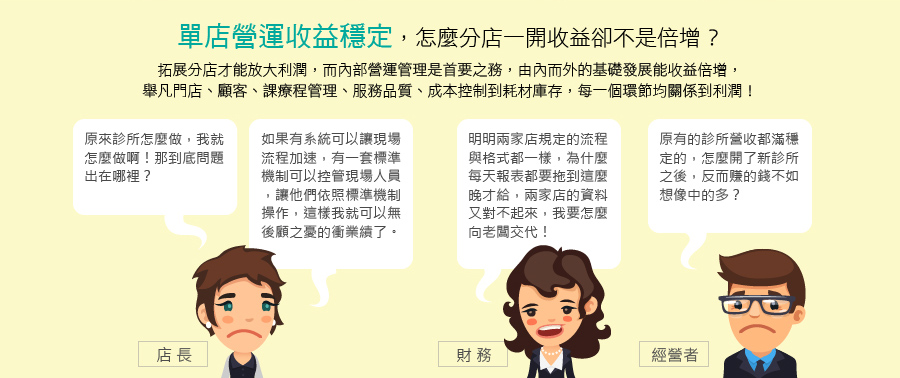 單店營運收益穩定，怎麼分店一開收益卻不是倍增？
拓展分店才能放大利潤，而內部營運管理是首要之務，由內而外的基礎發展能收益倍增，
舉凡門店、顧客、課療程管理、服務品質、成本控制到耗材庫存，每一個環節均關係到利潤！
原來診所怎麼做，我就
怎麼做啊！那到底問題
出在哪裡？
如果有系統可以讓現場
流程加速，有一套標準
機制可以控管現場人員
，讓他們依照標準機制
操作，這樣我就可以無
後顧之憂的衝業績了。
明明兩家店規定的流程
與格式都一樣，為什麼
每天報表都要拖到這麼
晚才給，兩家店的資料
又對不起來，我要怎麼
向老闆交代！
原有的診所營收都滿穩
定的，怎麼開了新診所
之後，反而賺的錢不如
想像中的多？
店長
財務
經營者